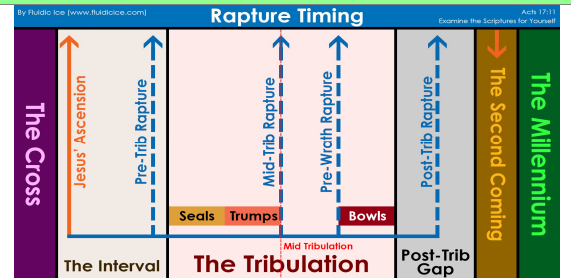 By Fluidic Ice (www.fluidicice.com)
Rapture Timing
Acts 17:11
Examine the Scriptures for Yourself
The Cross
Jesus' Ascension
Pre-Trib Rapture
Mid-Trib Rapture
Pre-Wrath Rapture
Post-Trib Rapture
The Second Coming
The Millennium
Seals
Trumps
Bowls
Mid Tribulation
The Interval
The Tribulation
Post-Trib
Gap